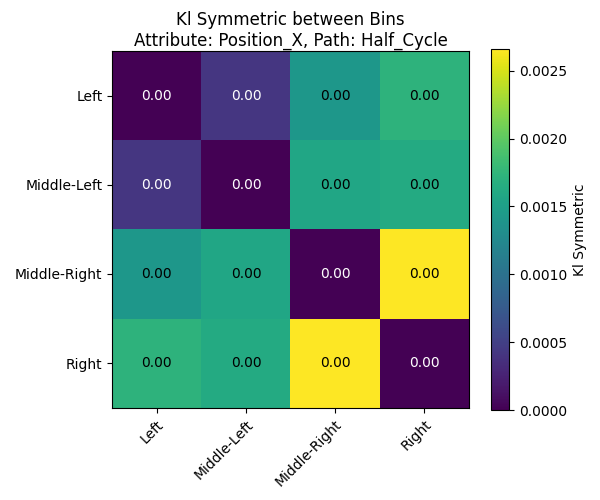 Kl Symmetric between Bins
Attribute: Position_X, Path: Half_Cycle
Left 0.00 0.00 0.00 0.00
Middle-Left 0.00 0.00 0.00 0.00
Middle-Right 0.00 0.00 0.00 0.00
Right 0.00 0.00 0.00 0.00
Left Middle-Left Middle-Right Right
0.0025
0.0020
0.0015
0.0010
0.0005
0.0000
Kl Symmetric